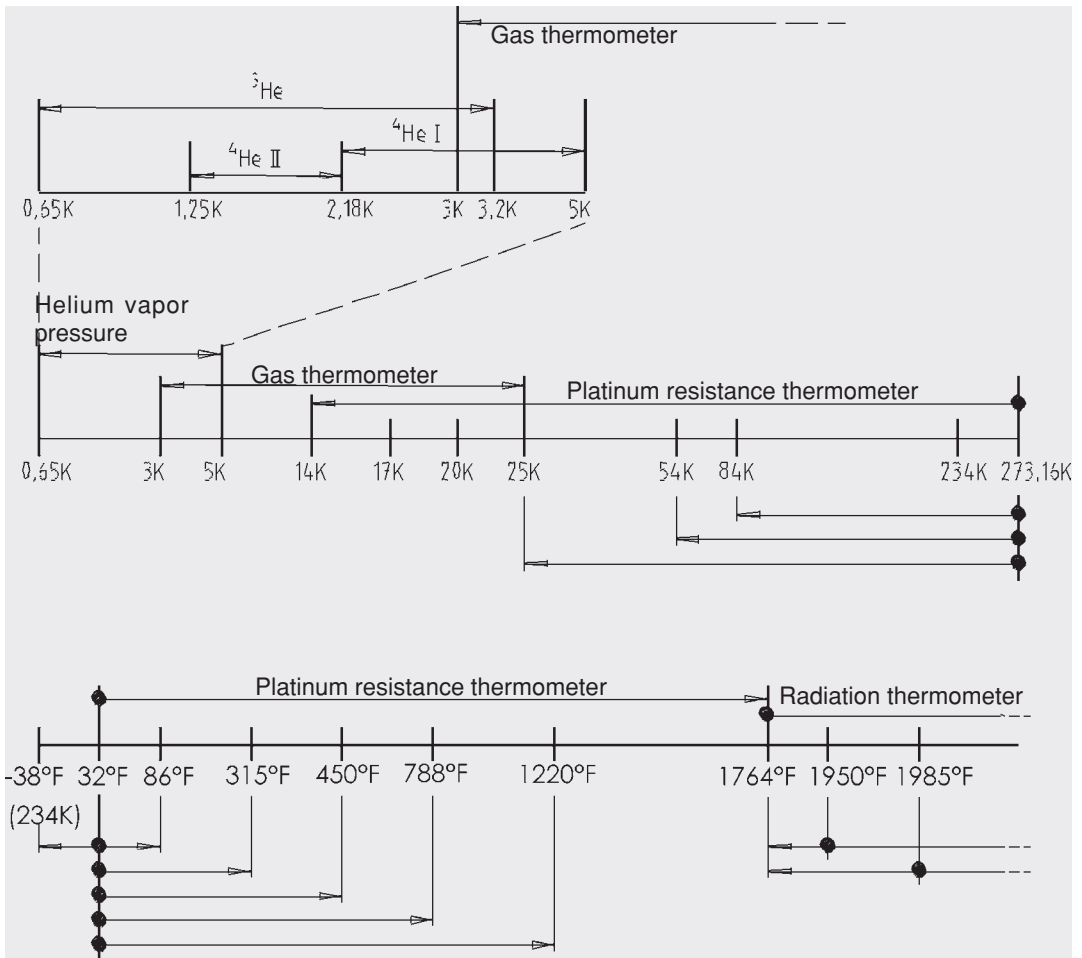 Gas thermometer
³He
⁴He I
⁴He II
0,65K 1,25K 2,18K 3K 3,2K 5K
Helium vapor
pressure
Gas thermometer
Platinum resistance thermometer
0,65K 3K 5K 14K 17K 20K 25K 54K 84K 234K 273,16K
Platinum resistance thermometer
Radiation thermometer
-38°F 32°F 86°F 315°F 450°F 788°F 1220°F 1764°F 1950°F 1985°F
(234K)